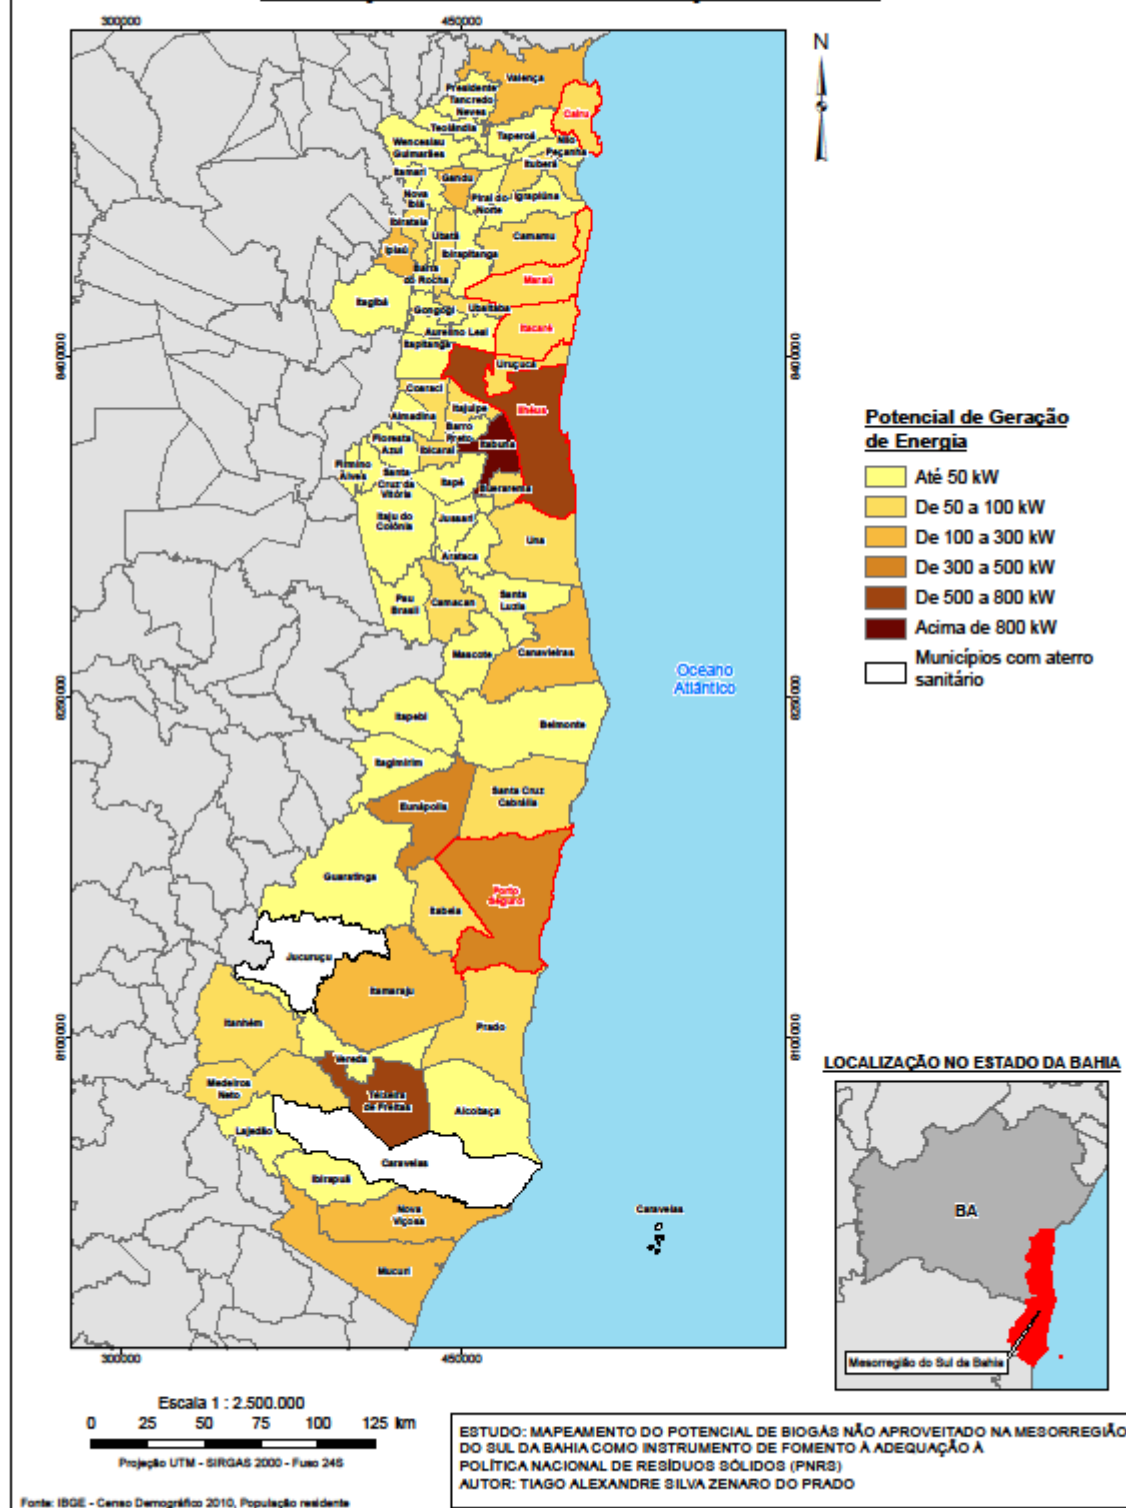 300000
450000
N
Valença
Presidente
Tancredo
Neves
Cairu
Teolândia
Taperoá
Wenceslau
Guimarães
Nilo
Peçanha
Ituberá
Itamari
Gandu
Nova
Ibiá
Piraí do
Norte
Igrapiúna
Ibirataia
Ubatã
Camamu
Ipiaú
Ibirapitanga
Barra
do Rocha
Maraú
Itagibá
Gongogi
Ubaitaba
Itacaré
Aurelino Leal
Itapitanga
8400000
8400000
Uruçuca
Coaraci
Almadina
Itajuípe
Ilhéus
Barro
Preto
Itabuna
Floresta
Azul
Ibicaraí
Firmino
Alves
Santa
Cruz da
Vitória
Itapé
Buerarema
Itaju do
Colônia
Jussari
Una
Arataca
Pau
Brasil
Camacan
Santa
Luzia
Mascote
Canavieiras
Oceano
Atlântico
8250000
8250000
Itapebi
Belmonte
Itagimirim
Eunápolis
Santa Cruz
Cabrália
Guaratinga
Porto
Seguro
Itabela
Jucuruçu
Itamaraju
Itanhém
Prado
8100000
8100000
Vereda
Medeiros
Neto
Teixeira
de Freitas
Alcobaça
Lajedão
Caravelas
Ibirapuã
Nova
Viçosa
Caravelas
Mucuri
300000
450000
Potencial de Geração
de Energia
Até 50 kW
De 50 a 100 kW
De 100 a 300 kW
De 300 a 500 kW
De 500 a 800 kW
Acima de 800 kW
Municípios com aterro
sanitário
LOCALIZAÇÃO NO ESTADO DA BAHIA
BA
Mesorregião do Sul da Bahia
Escala 1 : 2.500.000
0 25 50 75 100 125 km
Projeção UTM - SIRGAS 2000 - Fuso 24S
Fonte: IBGE - Censo Demográfico 2010, População residente
ESTUDO: MAPEAMENTO DO POTENCIAL DE BIOGÁS NÃO APROVEITADO NA MESORREGIÃO
DO SUL DA BAHIA COMO INSTRUMENTO DE FOMENTO À ADEQUAÇÃO À
POLÍTICA NACIONAL DE RESÍDUOS SÓLIDOS (PNRS)
AUTOR: TIAGO ALEXANDRE SILVA ZENARO DO PRADO